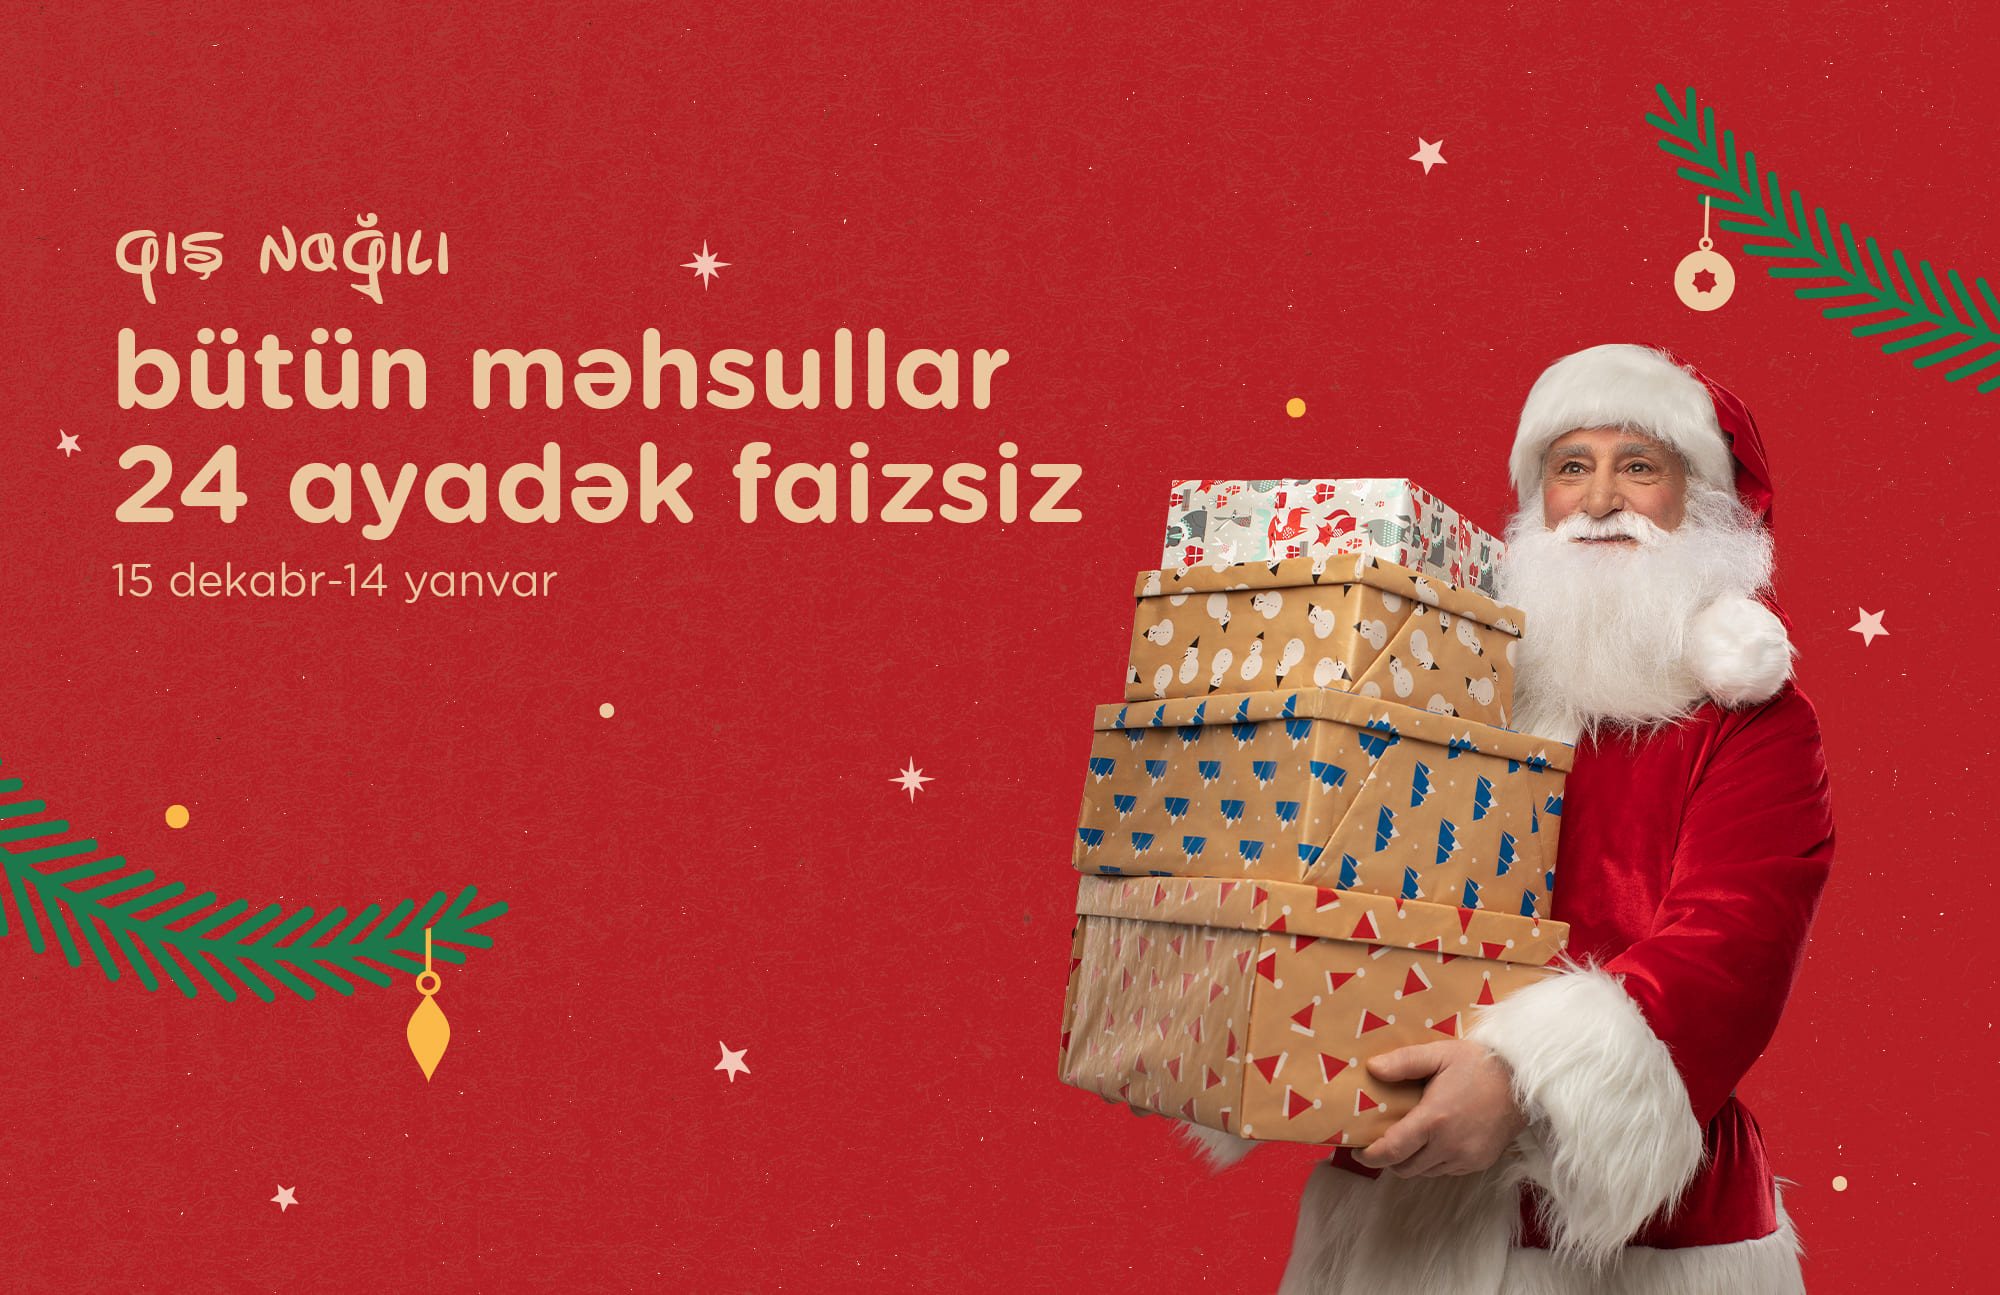 qış nağılı
bütün məhsullar
24 ayadək faizsiz
15 dekabr-14 yanvar